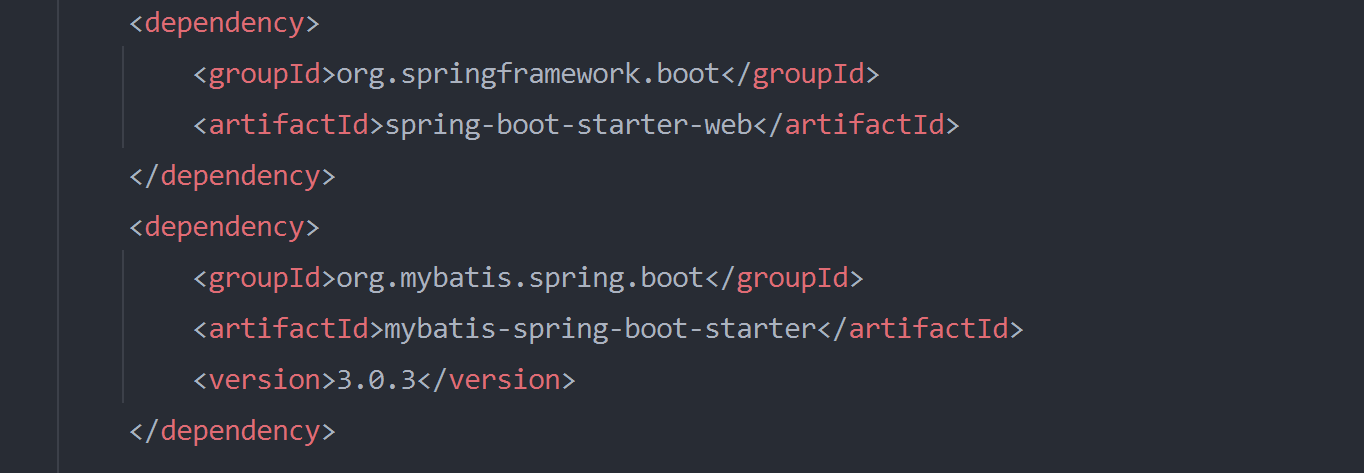 <dependency>
<groupId>org.springframework.boot</groupId>
<artifactId>spring-boot-starter-web</artifactId>
</dependency>
<dependency>
<groupId>org.mybatis.spring.boot</groupId>
<artifactId>mybatis-spring-boot-starter</artifactId>
<version>3.0.3</version>
</dependency>